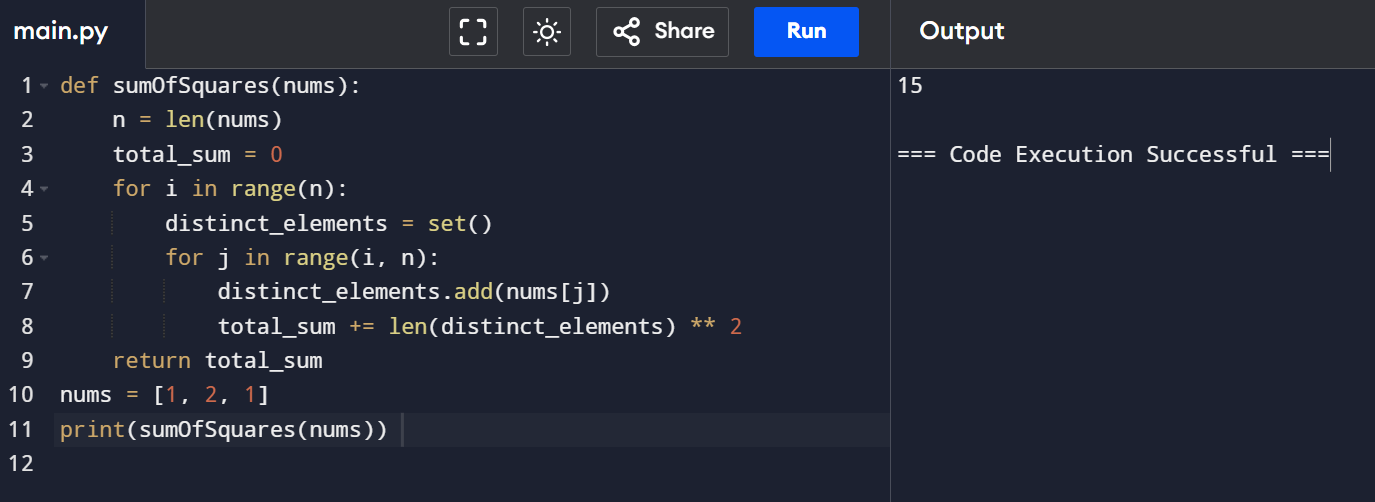 main.py
Share
Run
Output
1 def sumOfSquares(nums):
2     n = len(nums)
3     total_sum = 0
4     for i in range(n):
5         distinct_elements = set()
6         for j in range(i, n):
7             distinct_elements.add(nums[j])
8             total_sum += len(distinct_elements) ** 2
9     return total_sum
10 nums = [1, 2, 1]
11 print(sumOfSquares(nums))
12
15
=== Code Execution Successful ===